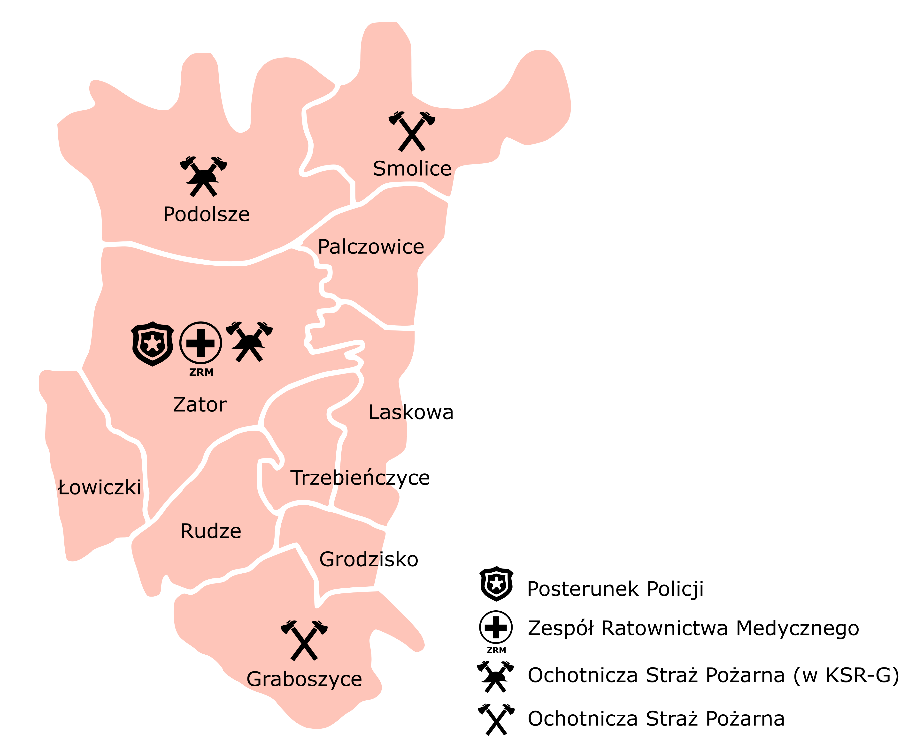 Smolice
Podolsze
Palczowice
ZRM
Zator
Laskowa
Trzebieńczyce
Łowiczki
Rudze
Grodzisko
Graboszyce
Posterunek Policji
Zespół Ratownictwa Medycznego
ZRM
Ochotnicza Straż Pożarna (w KSR-G)
Ochotnicza Straż Pożarna